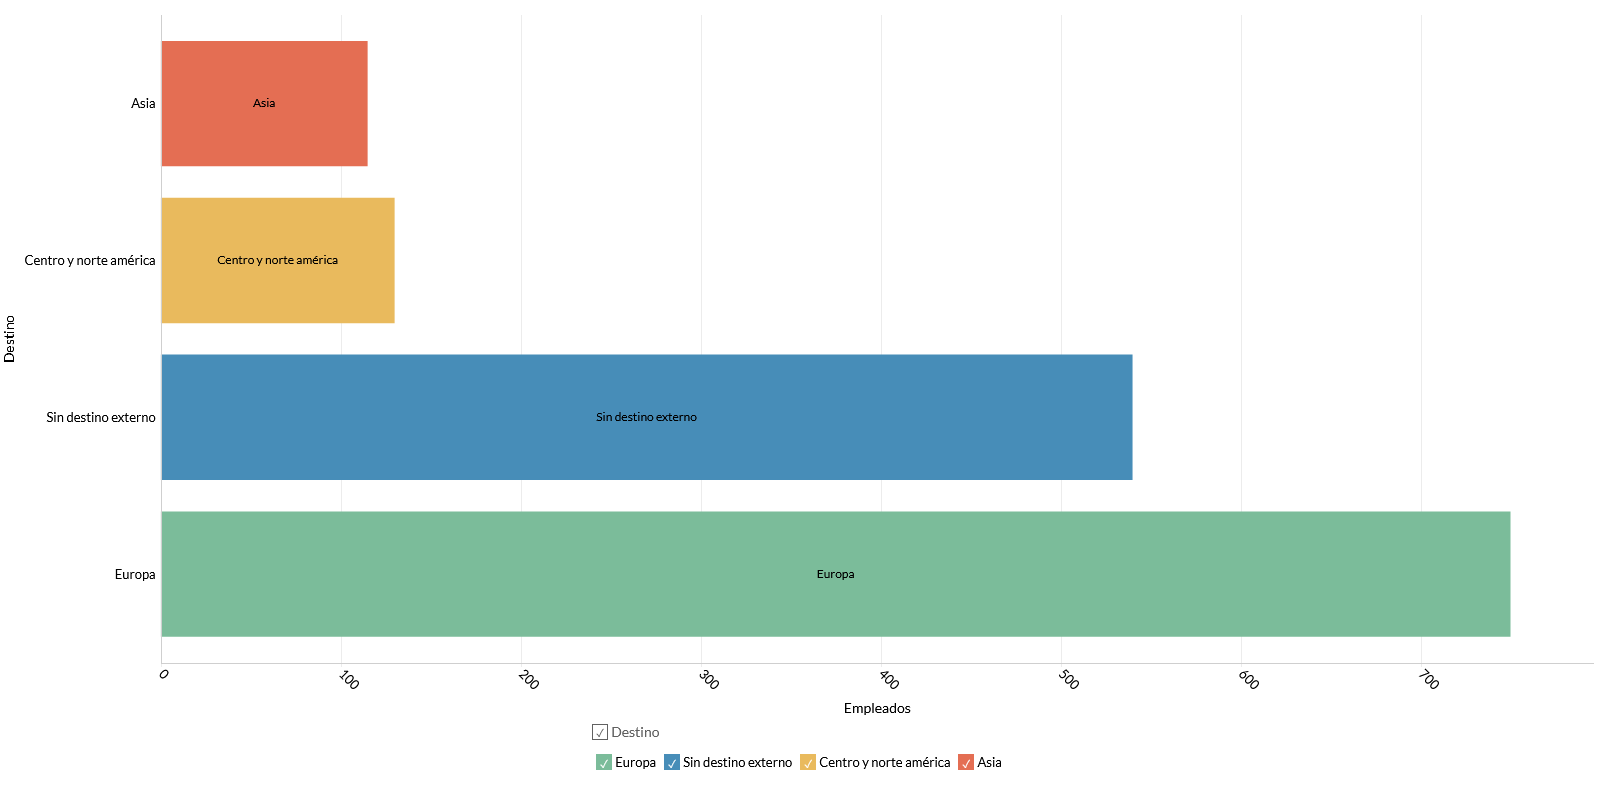 Asia
Asia
Centro y norte américa
Centro y norte américa
Destino
Sin destino externo
Sin destino externo
Europa
Europa
0
100
200
300
400
500
600
700
Empleados
Destino
Europa Sin destino externo Centro y norte américa Asia